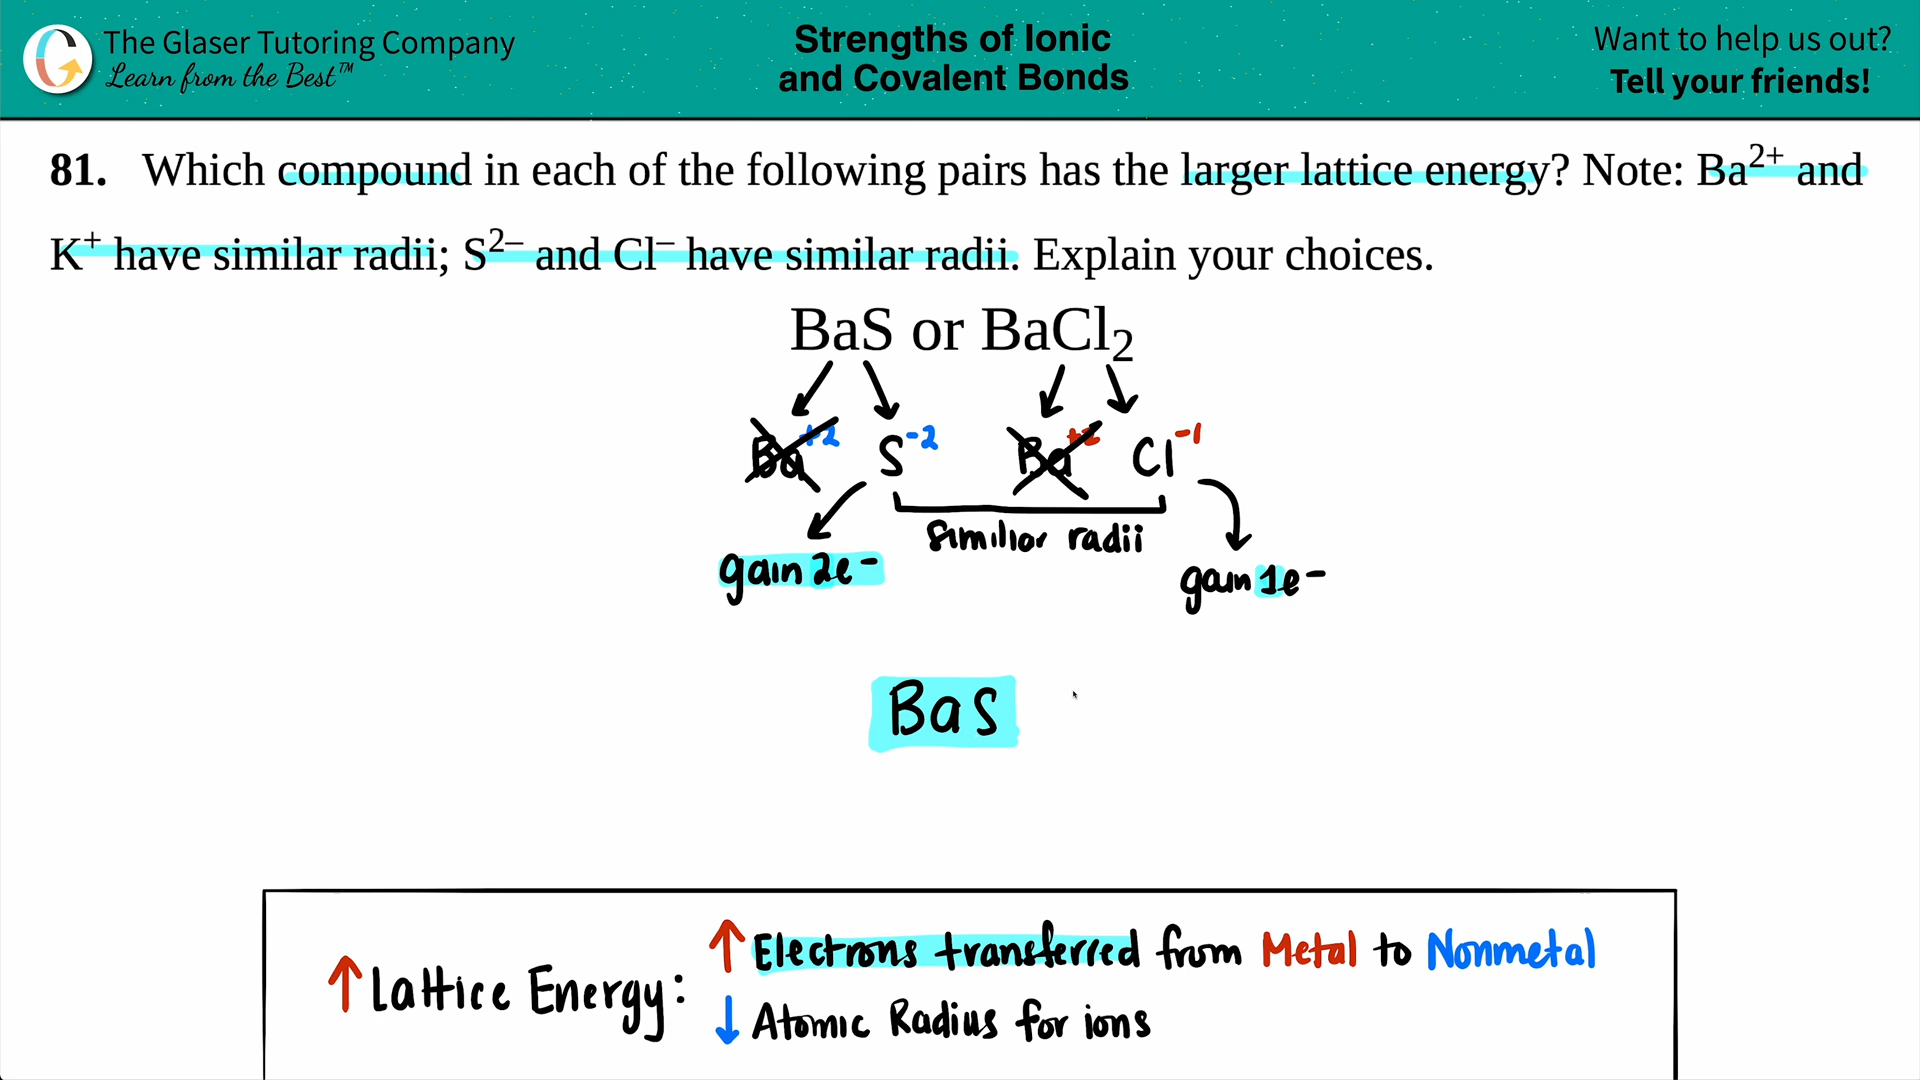 The Glaser Tutoring Company
Learn from the Best™
Strengths of Ionic
and Covalent Bonds
Want to help us out?
Tell your friends!
81. Which compound in each of the following pairs has the larger lattice energy? Note: Ba²⁺ and
K⁺ have similar radii; S²⁻ and Cl⁻ have similar radii. Explain your choices.
BaS or BaCl₂
Ba⁺² S⁻² Ba⁺² Cl⁻¹
similior radii
gain 2e⁻ gain 1e⁻
BaS
↑ Lattice Energy: ↑ Electrons transferred from Metal to Nonmetal
↓ Atomic Radius for ions